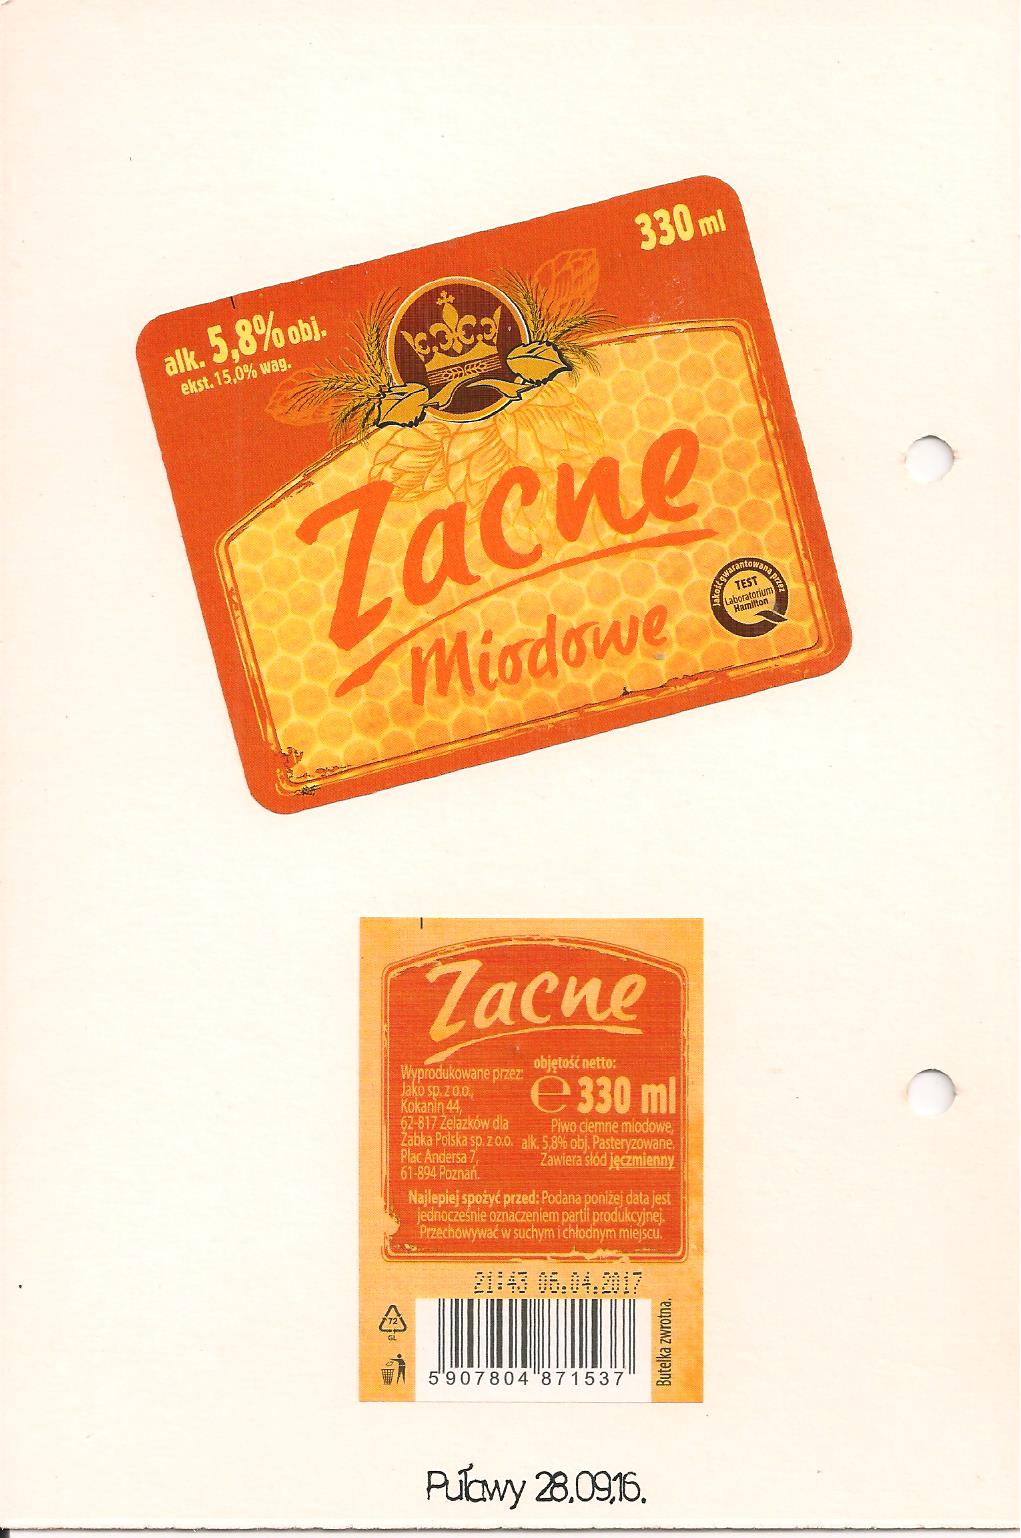 330 ml
alk. 5,8% obj.
ekst. 15,0% wag.
Zacne
Miodowe
Jakość gwarantowana przez
TEST
Laboratorium
Hamilton
Zacne
Wyprodukowane przez:
Jako sp. z o.o.,
Kokanin 44,
62-817 Żelazków dla
Żabka Polska sp. z o.o.
Plac Andersa 7,
61-894 Poznań.
objętość netto:
℮ 330 ml
Piwo ciemne miodowe,
alk. 5,8% obj. Pasteryzowane.
Zawiera słód jęczmienny
Najlepiej spożyć przed: Podana poniżej data jest
jednocześnie oznaczeniem partii produkcyjnej.
Przechowywać w suchym i chłodnym miejscu.
21:43 06.04.2017
72
GL
5 907804 871537
Butelka zwrotna.
Puławy 28.09.16.